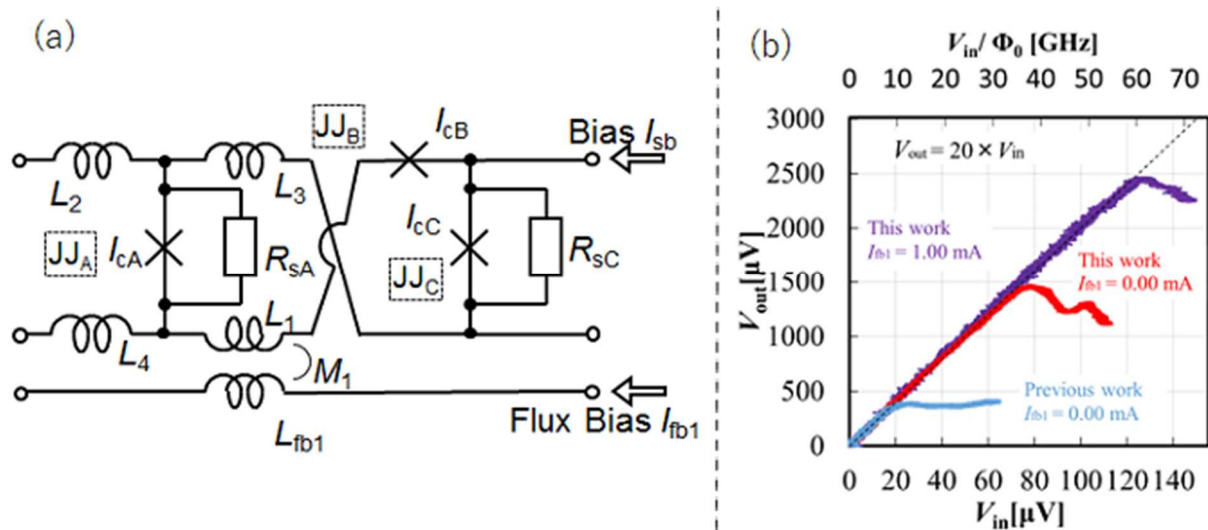 (a)
JJB
IcB
Bias Isb
L2
L3
JJA
IcA
RsA
IcC
JJC
RsC
L1
L4
M1
Lfb1
Flux Bias Ifb1
(b)
Vin/ Φ0 [GHz]
0 10 20 30 40 50 60 70
3000
2500
2000
1500
1000
500
0
Vout[μV]
Vout = 20 × Vin
This work
Ifb1 = 1.00 mA
This work
Ifb1 = 0.00 mA
Previous work
Ifb1 = 0.00 mA
0 20 40 60 80 100 120 140
Vin[μV]